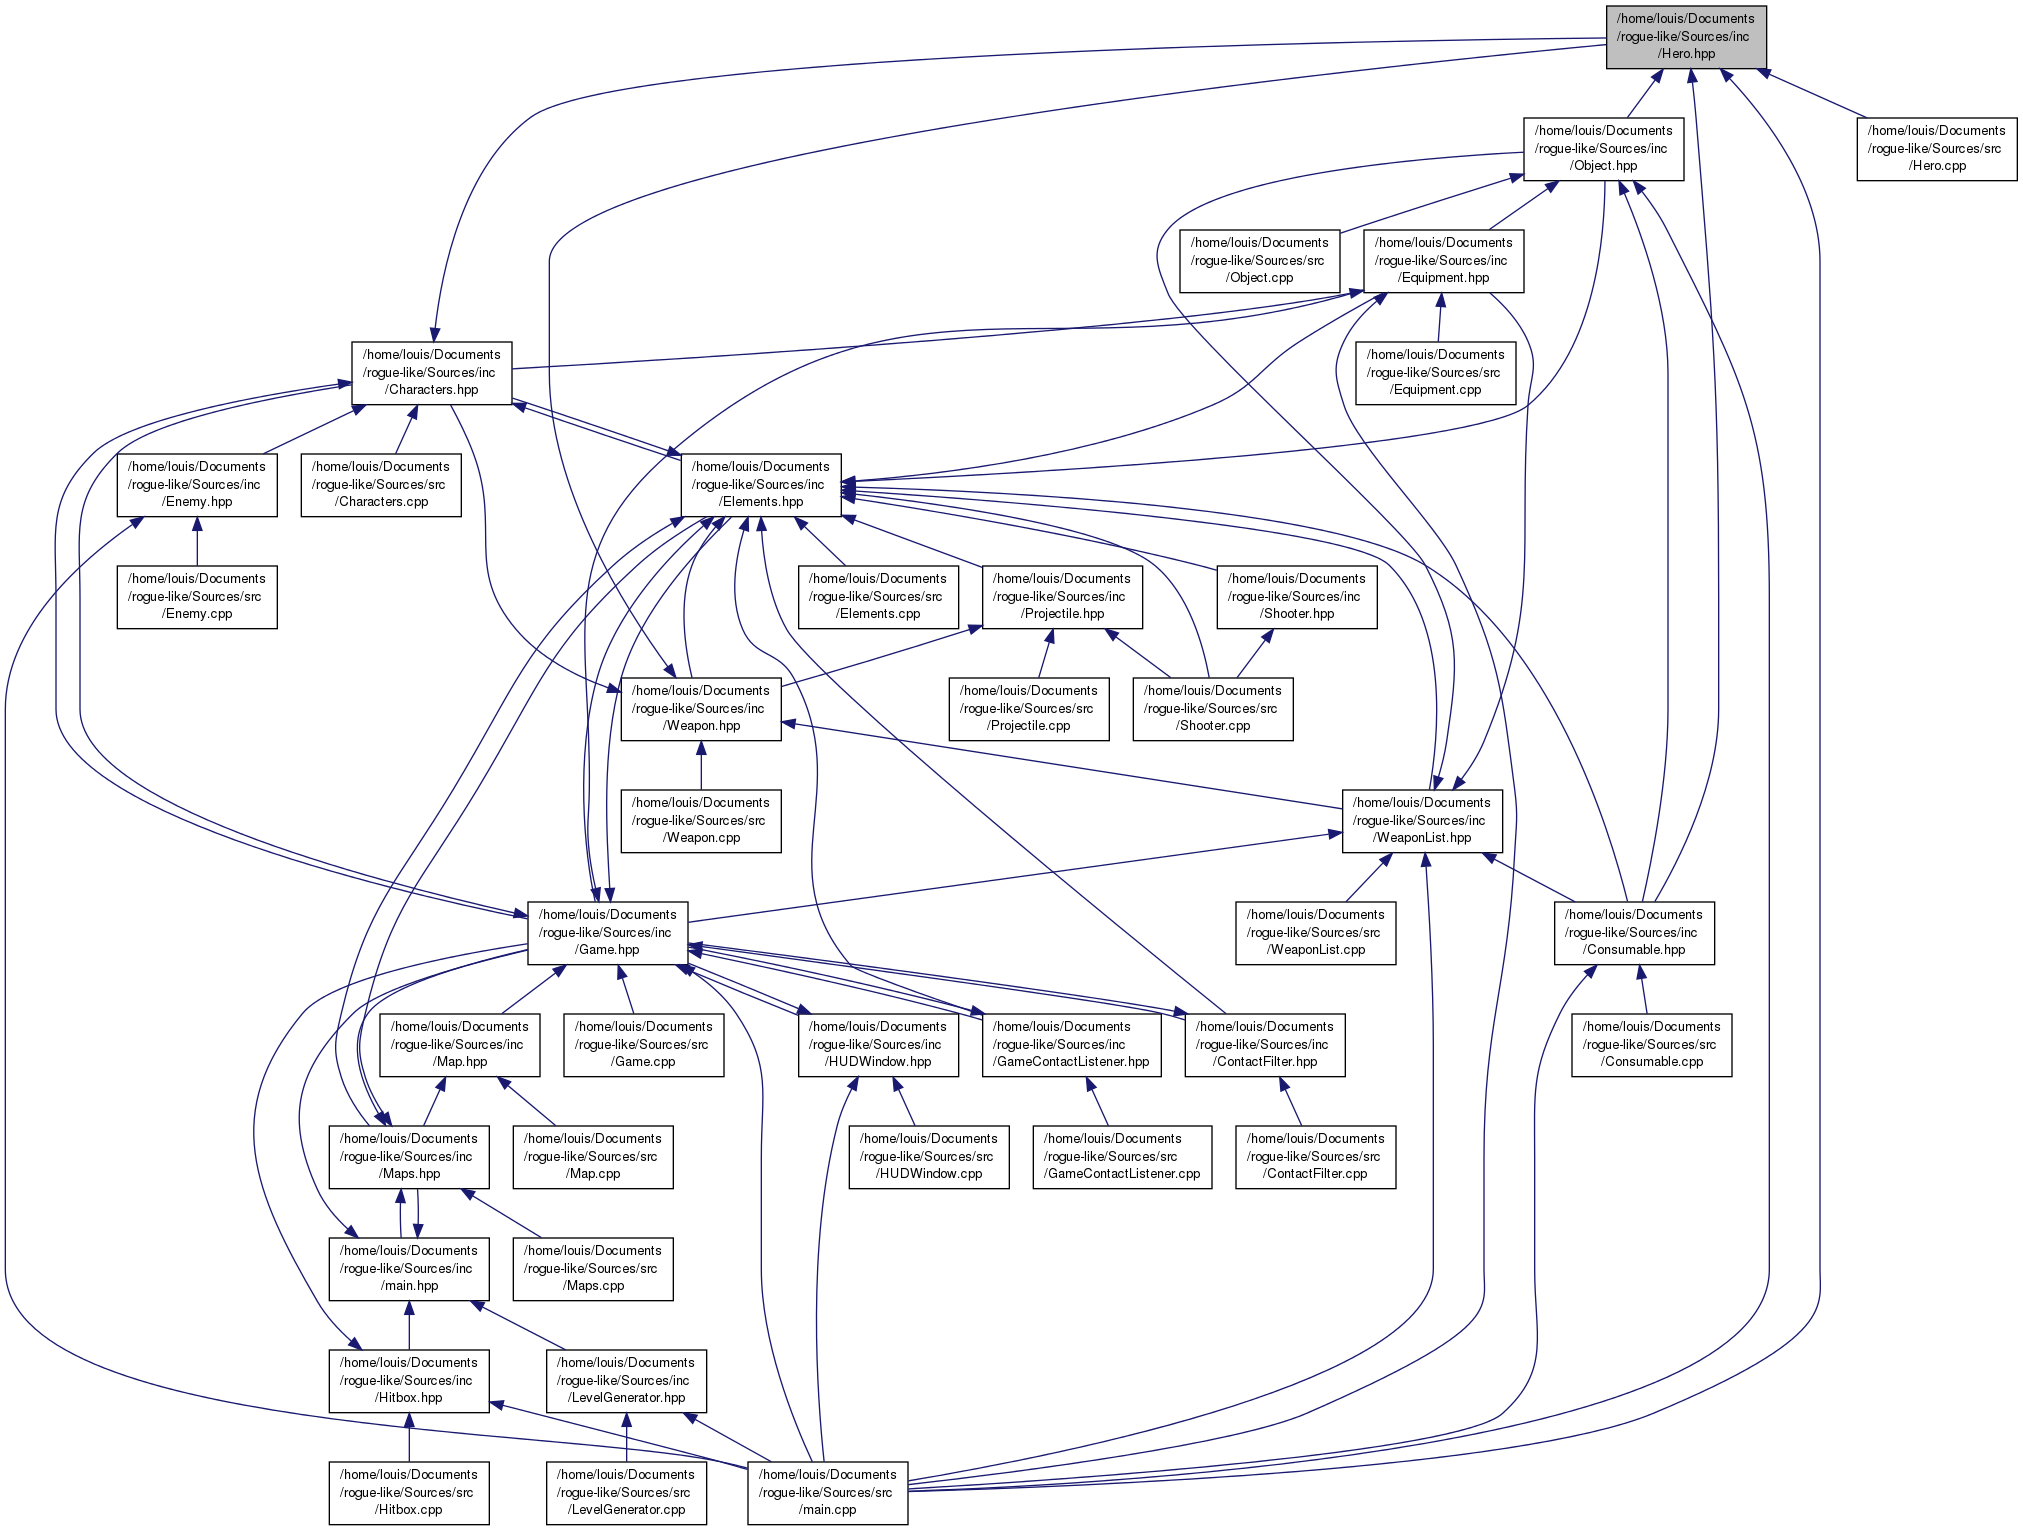 /home/louis/Documents
/rogue-like/Sources/inc
/Hero.hpp
/home/louis/Documents
/rogue-like/Sources/inc
/Object.hpp
/home/louis/Documents
/rogue-like/Sources/src
/Hero.cpp
/home/louis/Documents
/rogue-like/Sources/src
/Object.cpp
/home/louis/Documents
/rogue-like/Sources/inc
/Equipment.hpp
/home/louis/Documents
/rogue-like/Sources/inc
/Characters.hpp
/home/louis/Documents
/rogue-like/Sources/src
/Equipment.cpp
/home/louis/Documents
/rogue-like/Sources/inc
/Enemy.hpp
/home/louis/Documents
/rogue-like/Sources/src
/Characters.cpp
/home/louis/Documents
/rogue-like/Sources/inc
/Elements.hpp
/home/louis/Documents
/rogue-like/Sources/src
/Enemy.cpp
/home/louis/Documents
/rogue-like/Sources/src
/Elements.cpp
/home/louis/Documents
/rogue-like/Sources/inc
/Projectile.hpp
/home/louis/Documents
/rogue-like/Sources/inc
/Shooter.hpp
/home/louis/Documents
/rogue-like/Sources/inc
/Weapon.hpp
/home/louis/Documents
/rogue-like/Sources/src
/Projectile.cpp
/home/louis/Documents
/rogue-like/Sources/src
/Shooter.cpp
/home/louis/Documents
/rogue-like/Sources/src
/Weapon.cpp
/home/louis/Documents
/rogue-like/Sources/inc
/WeaponList.hpp
/home/louis/Documents
/rogue-like/Sources/inc
/Game.hpp
/home/louis/Documents
/rogue-like/Sources/src
/WeaponList.cpp
/home/louis/Documents
/rogue-like/Sources/inc
/Consumable.hpp
/home/louis/Documents
/rogue-like/Sources/inc
/Map.hpp
/home/louis/Documents
/rogue-like/Sources/src
/Game.cpp
/home/louis/Documents
/rogue-like/Sources/inc
/HUDWindow.hpp
/home/louis/Documents
/rogue-like/Sources/inc
/GameContactListener.hpp
/home/louis/Documents
/rogue-like/Sources/inc
/ContactFilter.hpp
/home/louis/Documents
/rogue-like/Sources/src
/Consumable.cpp
/home/louis/Documents
/rogue-like/Sources/inc
/Maps.hpp
/home/louis/Documents
/rogue-like/Sources/src
/Map.cpp
/home/louis/Documents
/rogue-like/Sources/src
/HUDWindow.cpp
/home/louis/Documents
/rogue-like/Sources/src
/GameContactListener.cpp
/home/louis/Documents
/rogue-like/Sources/src
/ContactFilter.cpp
/home/louis/Documents
/rogue-like/Sources/inc
/main.hpp
/home/louis/Documents
/rogue-like/Sources/src
/Maps.cpp
/home/louis/Documents
/rogue-like/Sources/inc
/Hitbox.hpp
/home/louis/Documents
/rogue-like/Sources/inc
/LevelGenerator.hpp
/home/louis/Documents
/rogue-like/Sources/src
/Hitbox.cpp
/home/louis/Documents
/rogue-like/Sources/src
/LevelGenerator.cpp
/home/louis/Documents
/rogue-like/Sources/src
/main.cpp